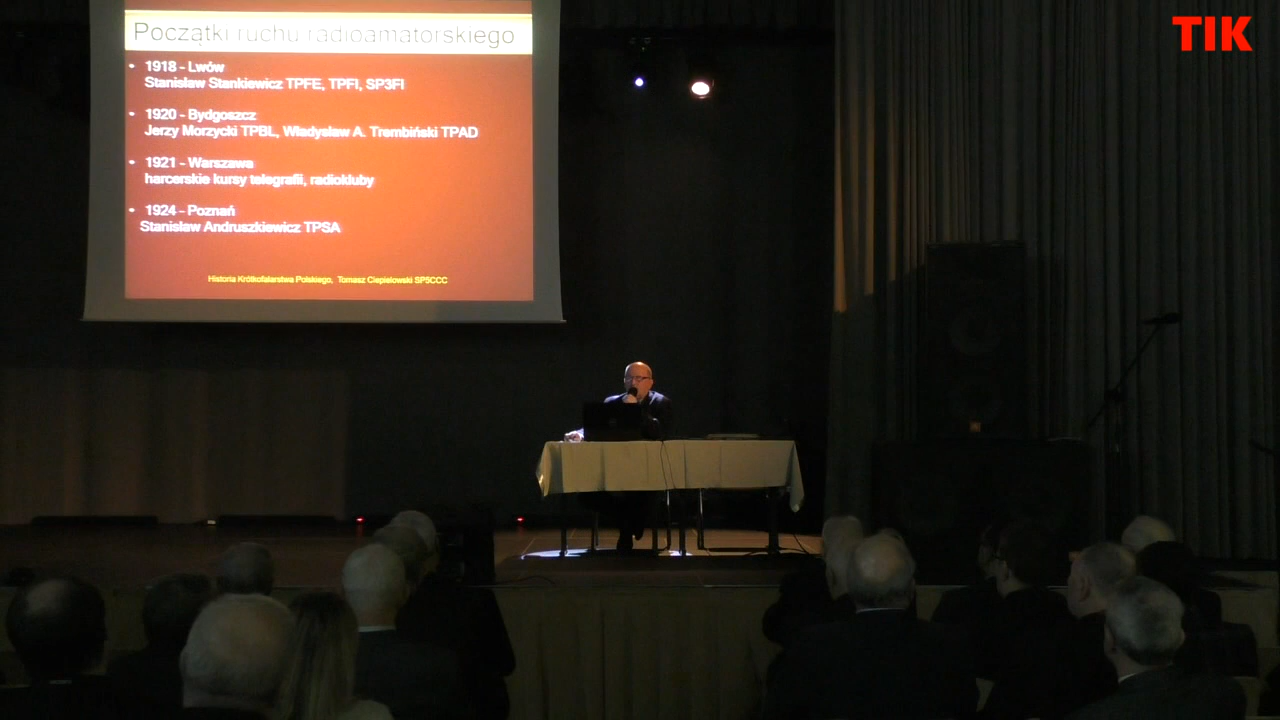 TIK
Początki ruchu radioamatorskiego
• 1918 - Lwów
Stanisław Stankiewicz TPFE, TPFI, SP3FI
• 1920 - Bydgoszcz
Jerzy Morzycki TPBL, Władysław A. Trembiński TPAD
• 1921 - Warszawa
harcerskie kursy telegrafii, radiokluby
• 1924 - Poznań
Stanisław Andruszkiewicz TPSA
Historia Krótkofalarstwa Polskiego, Tomasz Ciepielowski SP5CCC